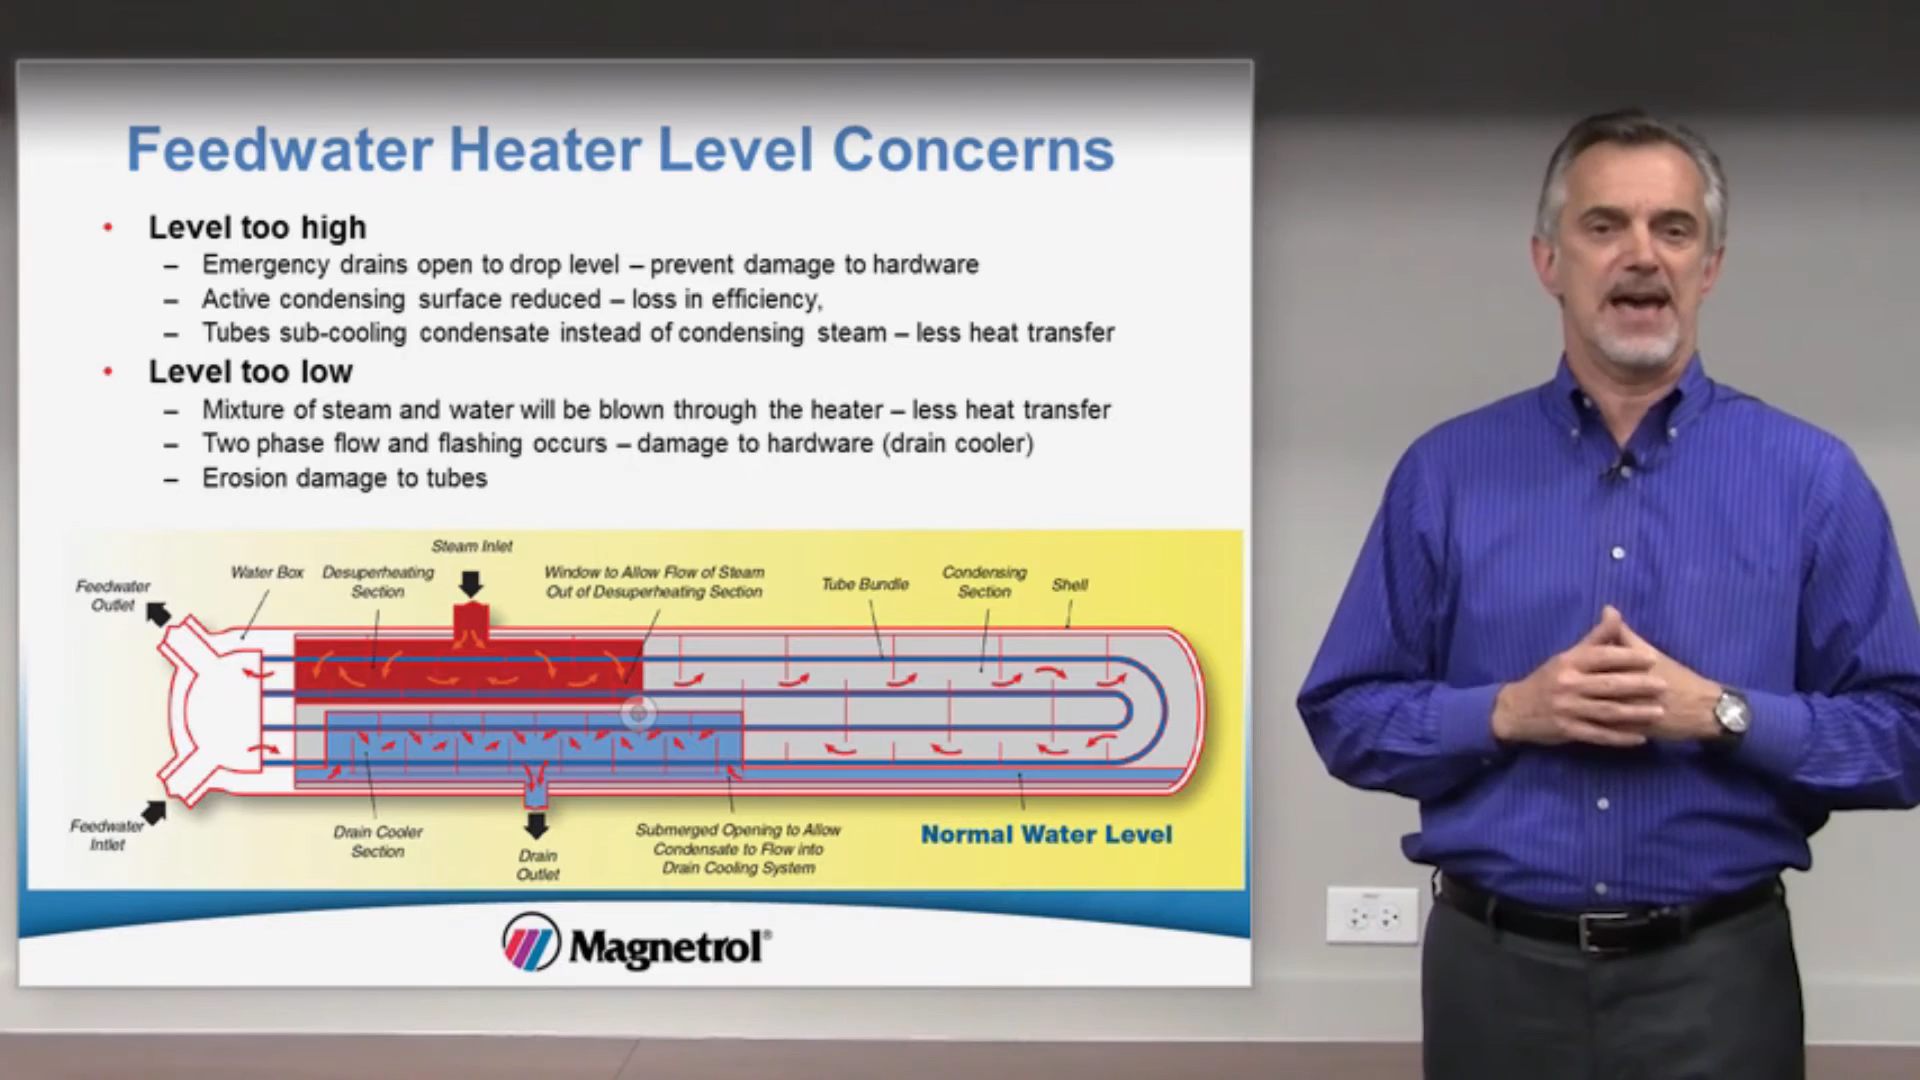 Feedwater Heater Level Concerns
• Level too high
– Emergency drains open to drop level – prevent damage to hardware
– Active condensing surface reduced – loss in efficiency,
– Tubes sub-cooling condensate instead of condensing steam – less heat transfer
• Level too low
– Mixture of steam and water will be blown through the heater – less heat transfer
– Two phase flow and flashing occurs – damage to hardware (drain cooler)
– Erosion damage to tubes
Steam Inlet
Feedwater
Outlet
Water Box
Desuperheating
Section
Window to Allow Flow of Steam
Out of Desuperheating Section
Tube Bundle
Condensing
Section
Shell
Feedwater
Intlet
Drain Cooler
Section
Drain
Outlet
Submerged Opening to Allow
Condensate to Flow into
Drain Cooling System
Normal Water Level
Magnetrol®